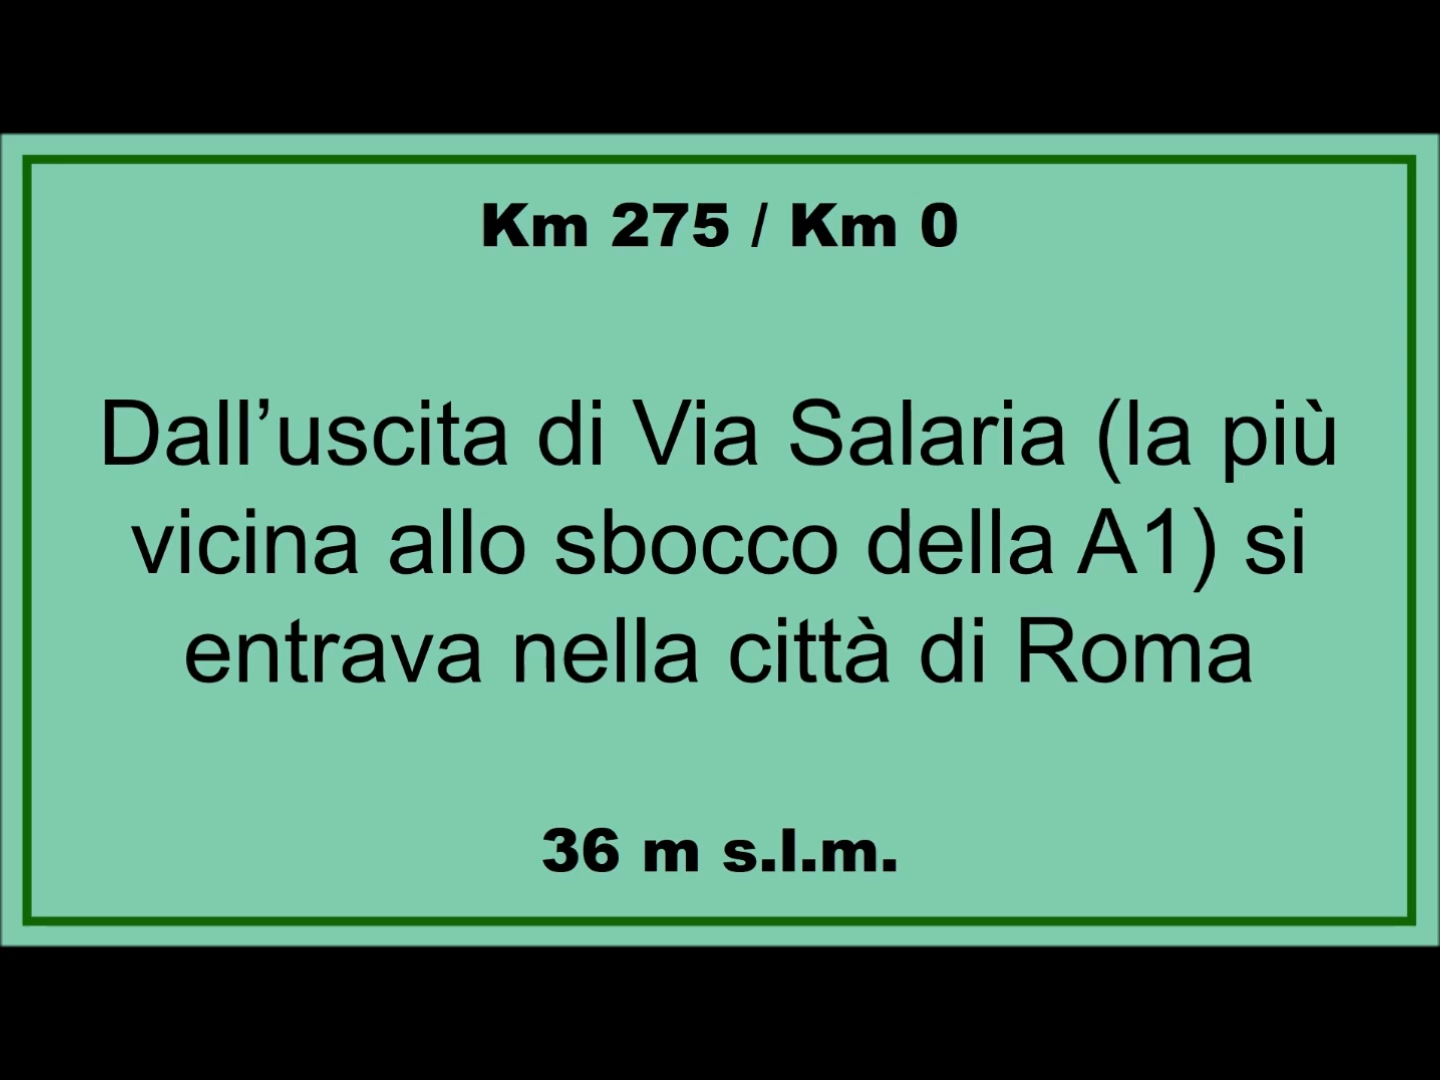 Km 275 / Km 0
Dall’uscita di Via Salaria (la più
vicina allo sbocco della A1) si
entrava nella città di Roma
36 m s.l.m.